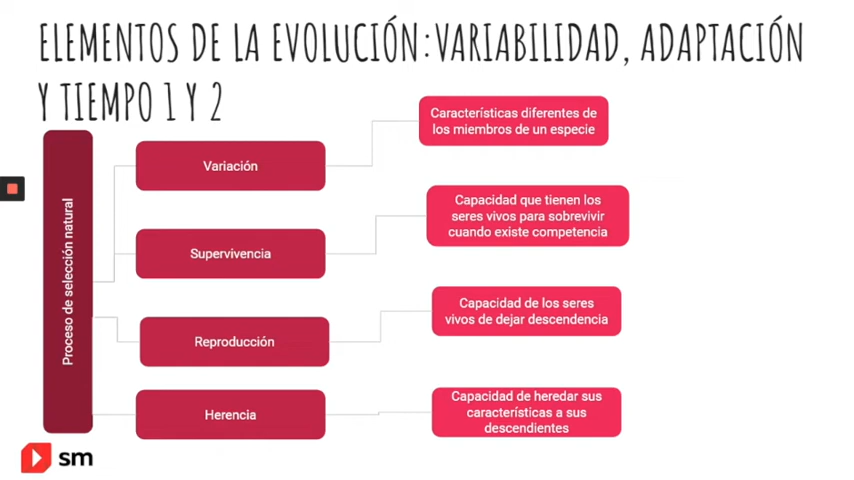 ELEMENTOS DE LA EVOLUCIÓN:VARIABILIDAD, ADAPTACIÓN
Y TIEMPO 1 Y 2
Proceso de selección natural
Variación
Características diferentes de
los miembros de un especie
Supervivencia
Capacidad que tienen los
seres vivos para sobrevivir
cuando existe competencia
Reproducción
Capacidad de los seres
vivos de dejar descendencia
Herencia
Capacidad de heredar sus
características a sus
descendientes
sm